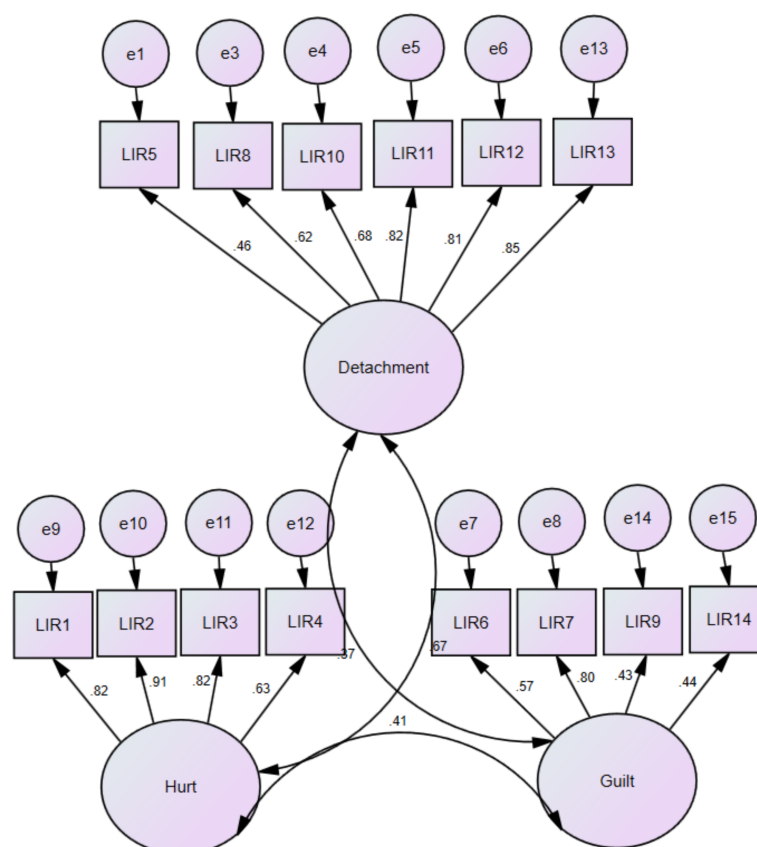 e1
e3
e4
e5
e6
e13
LIR5
LIR8
LIR10
LIR11
LIR12
LIR13
.46
.62
.68
.82
.81
.85
Detachment
e9
e10
e11
e12
e7
e8
e14
e15
LIR1
LIR2
LIR3
LIR4
LIR6
LIR7
LIR9
LIR14
.37
.67
.82
.91
.82
.63
.57
.80
.43
.44
.41
Hurt
Guilt